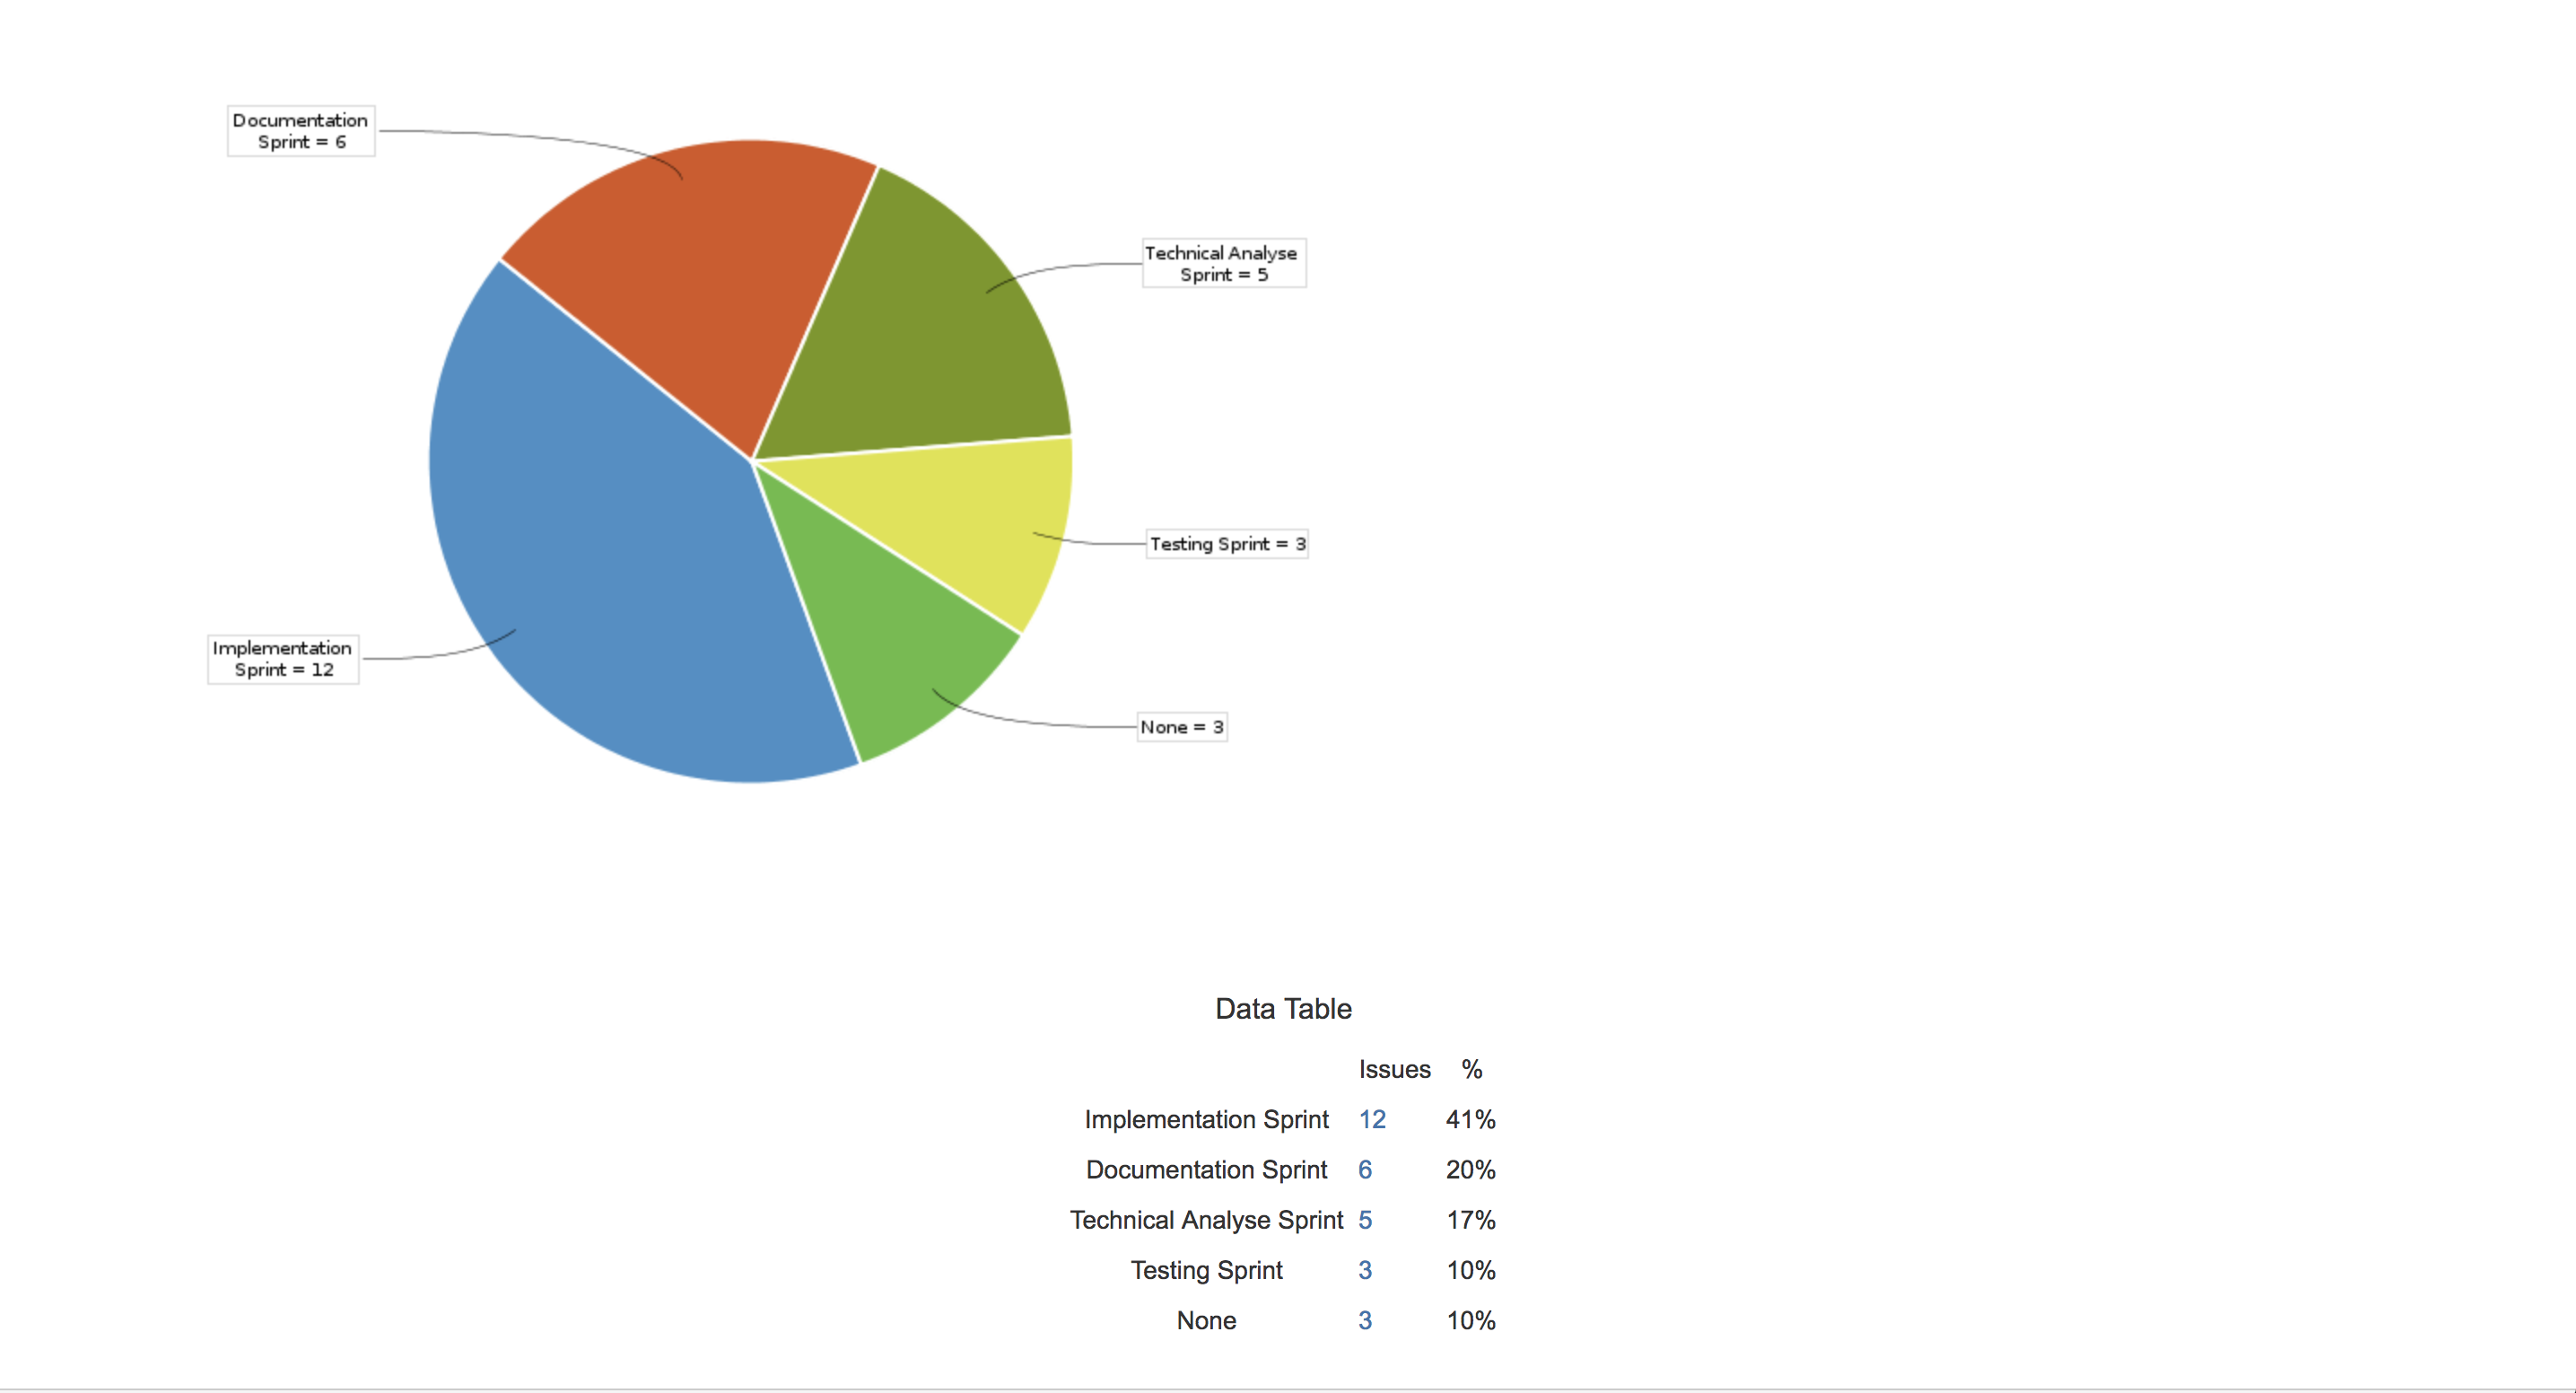 Documentation
Sprint = 6
Technical Analyse
Sprint = 5
Testing Sprint = 3
Implementation
Sprint = 12
None = 3
Data Table
Issues %
Implementation Sprint 12 41%
Documentation Sprint 6 20%
Technical Analyse Sprint 5 17%
Testing Sprint 3 10%
None 3 10%